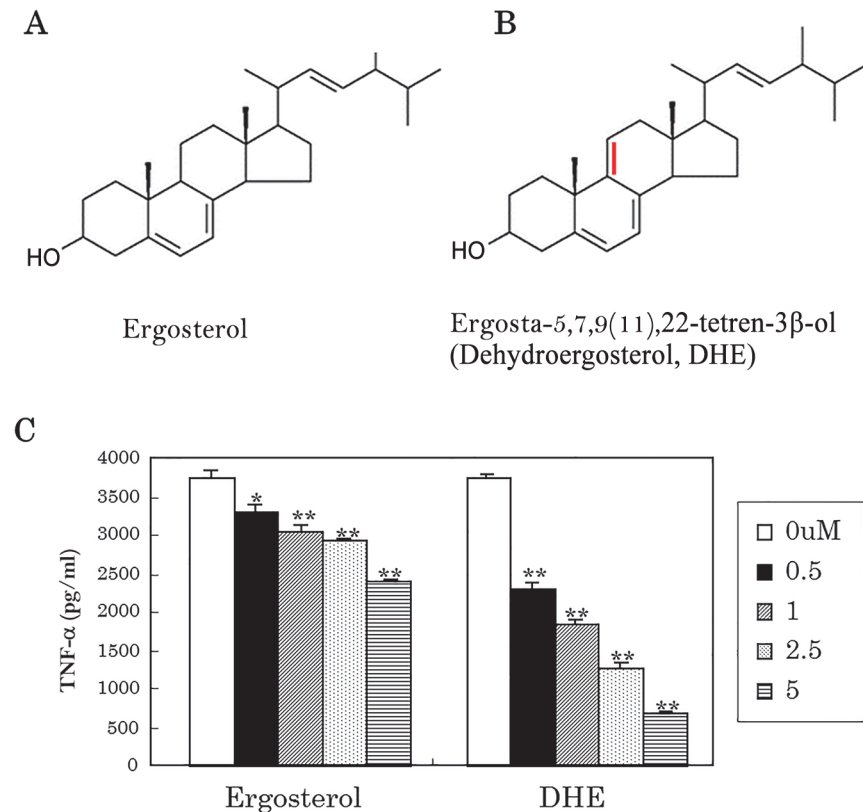 A
B
HO
HO
Ergosterol
Ergosta-5,7,9(11),22-tetren-3β-ol
(Dehydroergosterol, DHE)
C
TNF-α (pg/ml)
4000
3500
3000
2500
2000
1500
1000
500
0
*
**
**
**
**
**
**
**
Ergosterol
DHE
0uM
0.5
1
2.5
5